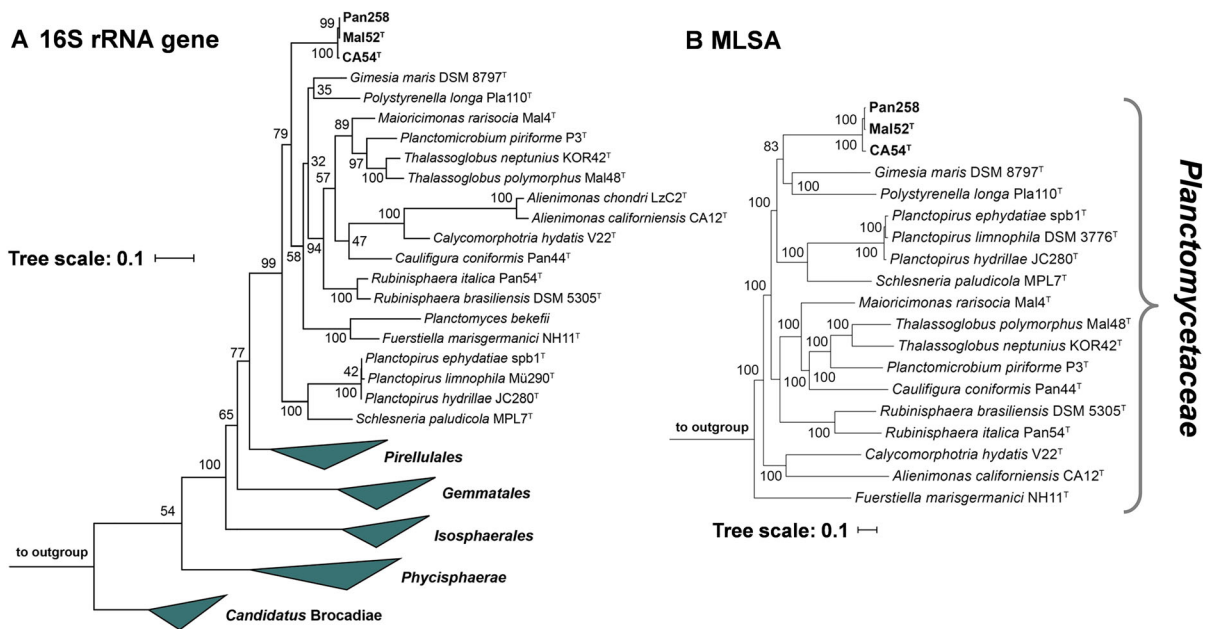 A 16S rRNA gene
99
Pan258
Mal52ᵀ
100
CA54ᵀ
Gimesia maris DSM 8797ᵀ
35
Polystyrenella longa Pla110ᵀ
79
89
Maioricimonas rarisocia Mal4ᵀ
Planctomicrobium piriforme P3ᵀ
32
97
Thalassoglobus neptunius KOR42ᵀ
57
100
Thalassoglobus polymorphus Mal48ᵀ
100
Alienimonas chondri LzC2ᵀ
100
Alienimonas californiensis CA12ᵀ
Calycomorphotria hydatis V22ᵀ
47
94
58
Caulifigura coniformis Pan44ᵀ
Tree scale: 0.1
99
Rubinisphaera italica Pan54ᵀ
100
Rubinisphaera brasiliensis DSM 5305ᵀ
Planctomyces bekefii
100
Fuerstiella marisgermanici NH11ᵀ
77
Planctopirus ephydatiae spb1ᵀ
42
Planctopirus limnophila Mü290ᵀ
100
Planctopirus hydrillae JC280ᵀ
100
Schlesneria paludicola MPL7ᵀ
65
Pirellulales
100
Gemmatales
54
Isosphaerales
to outgroup
Phycisphaerae
Candidatus Brocadiae
B MLSA
Pan258
100
Mal52ᵀ
100
CA54ᵀ
83
Gimesia maris DSM 8797ᵀ
100
Polystyrenella longa Pla110ᵀ
100
Planctopirus ephydatiae spb1ᵀ
100
Planctopirus limnophila DSM 3776ᵀ
100
Planctopirus hydrillae JC280ᵀ
100
Schlesneria paludicola MPL7ᵀ
100
Maioricimonas rarisocia Mal4ᵀ
100
Thalassoglobus polymorphus Mal48ᵀ
100
100
Thalassoglobus neptunius KOR42ᵀ
100
100
Planctomicrobium piriforme P3ᵀ
100
100
Caulifigura coniformis Pan44ᵀ
Rubinisphaera brasiliensis DSM 5305ᵀ
100
Rubinisphaera italica Pan54ᵀ
to outgroup
Calycomorphotria hydatis V22ᵀ
100
Alienimonas californiensis CA12ᵀ
Fuerstiella marisgermanici NH11ᵀ
Tree scale: 0.1
Planctomycetaceae